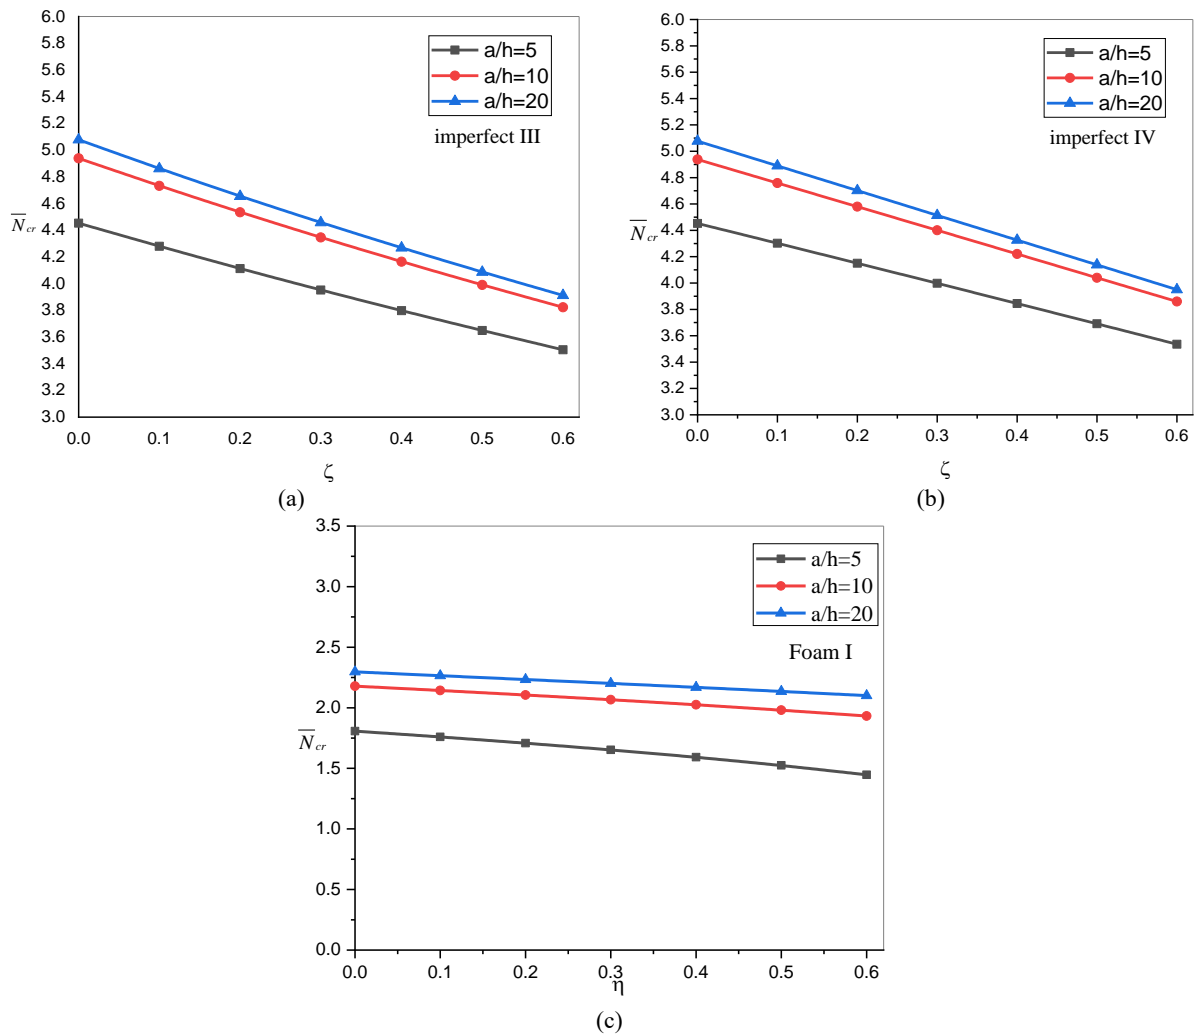 6.0
5.8
5.6
5.4
5.2
5.0
4.8
4.6
4.4
4.2
4.0
3.8
3.6
3.4
3.2
3.0
N̅cr
a/h=5
a/h=10
a/h=20
imperfect III
0.0 0.1 0.2 0.3 0.4 0.5 0.6
ζ
(a)
6.0
5.8
5.6
5.4
5.2
5.0
4.8
4.6
4.4
4.2
4.0
3.8
3.6
3.4
3.2
3.0
N̅cr
a/h=5
a/h=10
a/h=20
imperfect IV
0.0 0.1 0.2 0.3 0.4 0.5 0.6
ζ
(b)
3.5
3.0
2.5
2.0
1.5
1.0
0.5
0.0
N̅cr
a/h=5
a/h=10
a/h=20
Foam I
0.0 0.1 0.2 0.3 0.4 0.5 0.6
η
(c)